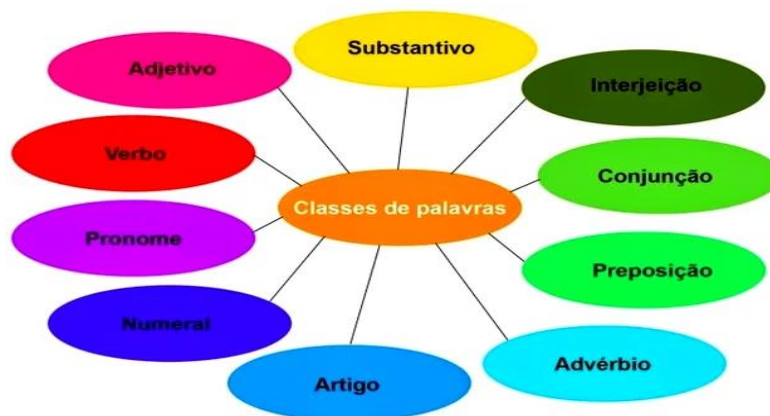 Substantivo
Adjetivo
Interjeição
Verbo
Classes de palavras
Conjunção
Pronome
Preposição
Numeral
Artigo
Advérbio